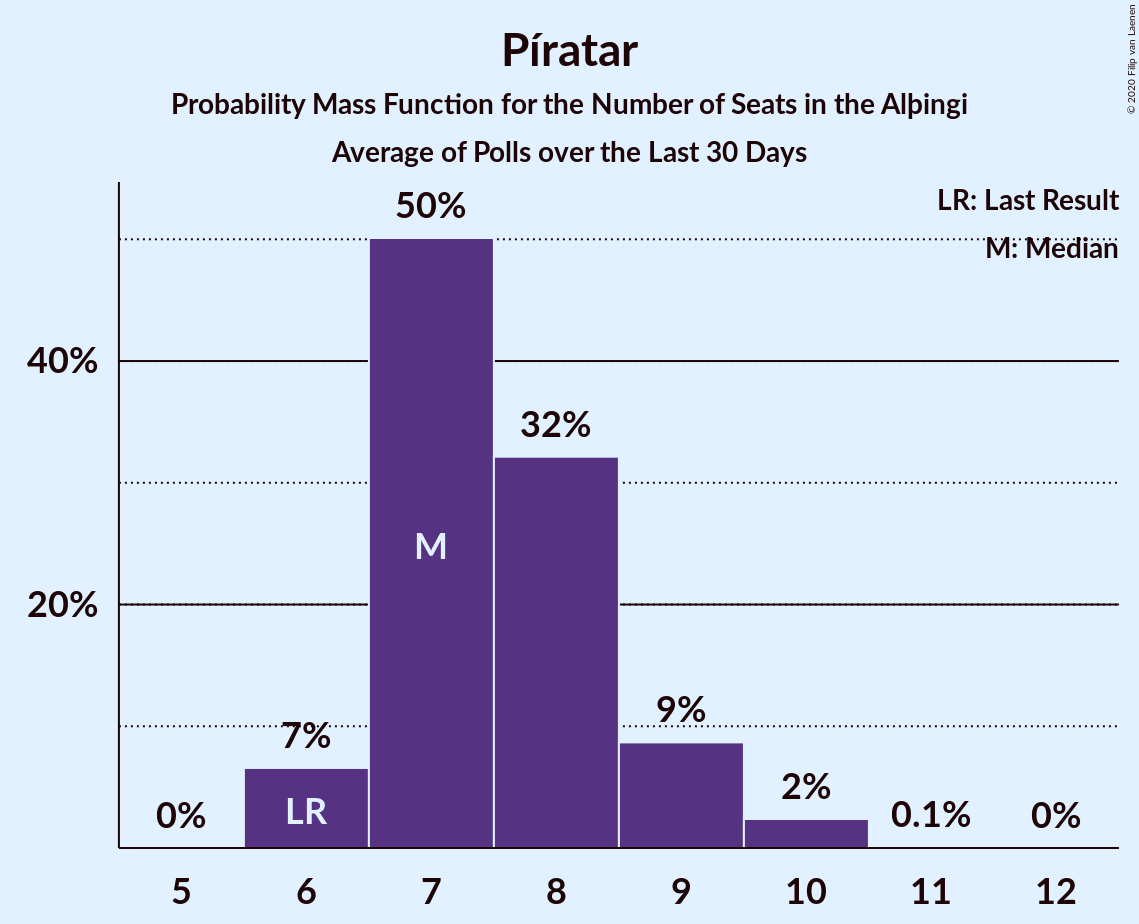 Píratar
Probability Mass Function for the Number of Seats in the Alþingi
Average of Polls over the Last 30 Days
© 2020 Filip van Laenen
LR: Last Result
M: Median
50%
40%
32%
M
20%
9%
7%
2%
LR
0%
0.1%
0%
5 6 7 8 9 10 11 12